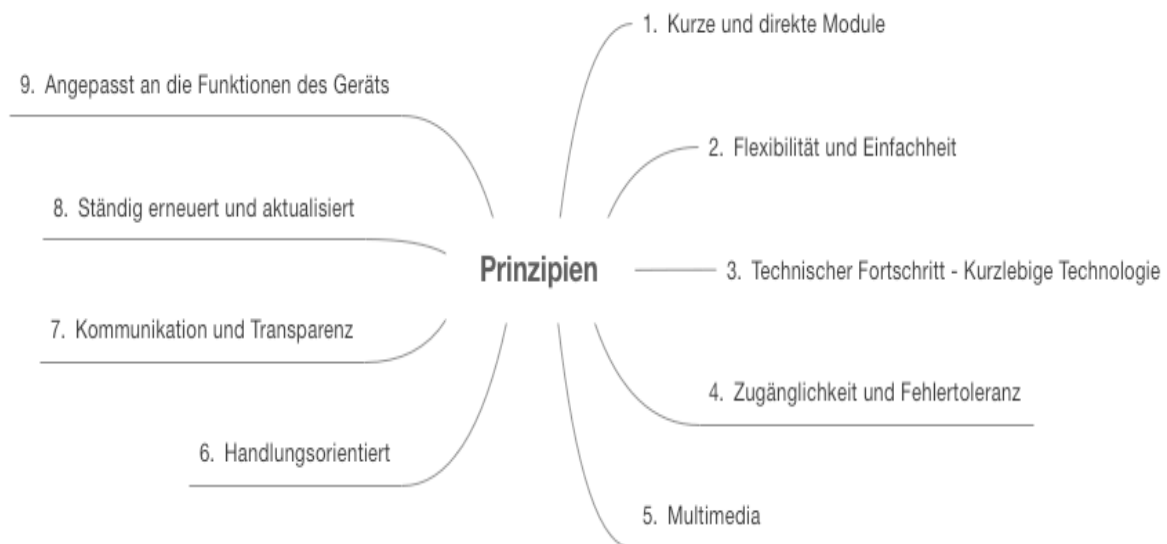 1. Kurze und direkte Module
2. Flexibilität und Einfachheit
3. Technischer Fortschritt - Kurzlebige Technologie
4. Zugänglichkeit und Fehlertoleranz
5. Multimedia
6. Handlungsorientiert
7. Kommunikation und Transparenz
8. Ständig erneuert und aktualisiert
9. Angepasst an die Funktionen des Geräts
Prinzipien